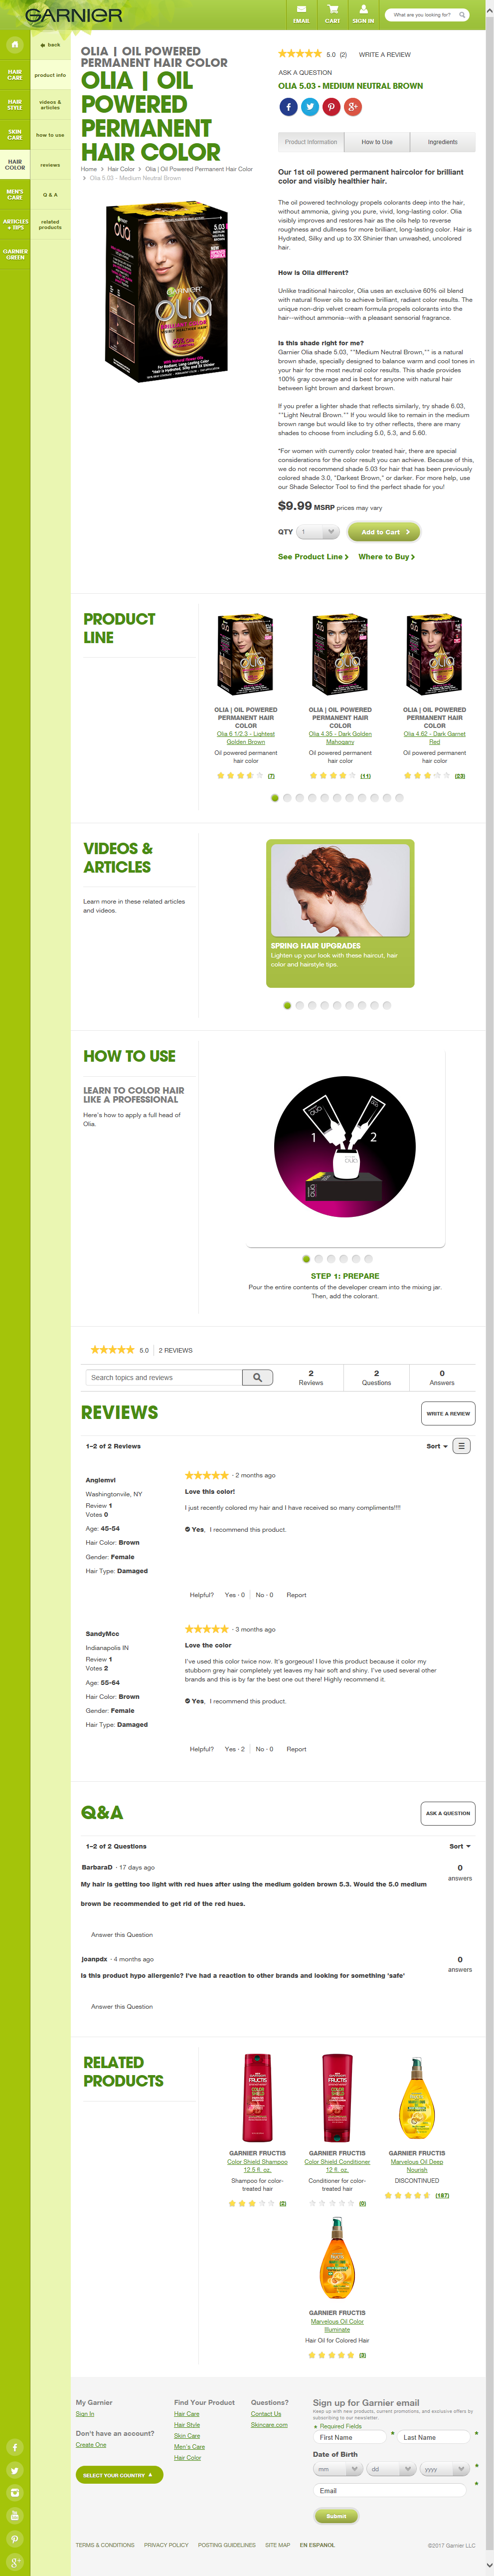 GARNIER
EMAIL
CART
SIGN IN
What are you looking for?
HAIR
CARE
HAIR
STYLE
SKIN
CARE
HAIR
COLOR
MEN'S
CARE
ARTICLES
+ TIPS
GARNIER
GREEN
back
product info
videos &
articles
how to use
reviews
Q & A
related
products
OLIA | OIL POWERED
PERMANENT HAIR COLOR
OLIA | OIL
POWERED
PERMANENT
HAIR COLOR
Home > Hair Color > Olia | Oil Powered Permanent Hair Color
> Olia 5.03 - Medium Neutral Brown
5.03
GARNIER
Olia
60% Oils
5.0 (2) WRITE A REVIEW
ASK A QUESTION
OLIA 5.03 - MEDIUM NEUTRAL BROWN
Product Information
How to Use
Ingredients
Our 1st oil powered permanent haircolor for brilliant
color and visibly healthier hair.
The oil powered technology propels colorants deep into the hair,
without ammonia, giving you pure, vivid, long-lasting color. Olia
visibly improves and restores hair as the oils help to reverse
roughness and dullness for more brilliant, long-lasting color. Hair is
Hydrated, Silky and up to 3X Shinier than unwashed, uncolored
hair.
How is Olia different?
Unlike traditional haircolor, Olia uses an exclusive 60% oil blend
with natural flower oils to achieve brilliant, radiant color results. The
unique non-drip velvet cream formula propels colorants into the
hair--without ammonia--with a pleasant sensorial fragrance.
Is this shade right for me?
Garnier Olia shade 5.03, ""Medium Neutral Brown,"" is a natural
brown shade, specially designed to balance warm and cool tones in
your hair for the most neutral color results. This shade provides
100% gray coverage and is best for anyone with natural hair
between light brown and darkest brown.
If you prefer a lighter shade that reflects similarly, try shade 6.03,
""Light Neutral Brown."" If you would like to remain in the medium
brown range but would like to try other reflects, there are many
shades to choose from including 5.0, 5.3, and 5.60.
*For women with currently color treated hair, there are special
considerations for the color result you can achieve. Because of this,
we do not recommend shade 5.03 for hair that has been previously
colored shade 3.0, "Darkest Brown," or darker. For more help, use
our Shade Selector Tool to find the perfect shade for you!
$9.99 MSRP prices may vary
QTY 1 Add to Cart >
See Product Line > Where to Buy >
PRODUCT
LINE
OLIA | OIL POWERED
PERMANENT HAIR
COLOR
Olia 6 1/2.3 - Lightest
Golden Brown
Oil powered permanent
hair color
(7)
OLIA | OIL POWERED
PERMANENT HAIR
COLOR
Olia 4.35 - Dark Golden
Mahogany
Oil powered permanent
hair color
(11)
OLIA | OIL POWERED
PERMANENT HAIR
COLOR
Olia 4.62 - Dark Garnet
Red
Oil powered permanent
hair color
(23)
VIDEOS &
ARTICLES
Learn more in these related articles
and videos.
SPRING HAIR UPGRADES
Lighten up your look with these haircut, hair
color and hairstyle tips.
HOW TO USE
LEARN TO COLOR HAIR
LIKE A PROFESSIONAL
Here's how to apply a full head of
Olia.
1 2
STEP 1: PREPARE
Pour the entire contents of the developer cream into the mixing jar.
Then, add the colorant.
5.0 | 2 REVIEWS
Search topics and reviews
2
Reviews
2
Questions
0
Answers
REVIEWS
WRITE A REVIEW
1–2 of 2 Reviews
Sort
Angiemvl
Washingtonvile, NY
Review 1
Votes 0
Age: 45-54
Hair Color: Brown
Gender: Female
Hair Type: Damaged
· 2 months ago
Love this color!
I just recently colored my hair and I have received so many compliments!!!!
Yes, I recommend this product.
Helpful? Yes · 0 No · 0 Report
SandyMcc
Indianapolis IN
Review 1
Votes 2
Age: 55-64
Hair Color: Brown
Gender: Female
Hair Type: Damaged
· 3 months ago
Love the color
I've used this color twice now. It's gorgeous! I love this product because it color my
stubborn grey hair completely yet leaves my hair soft and shiny. I've used several other
brands and this is by far the best one out there! Highly recommend it.
Yes, I recommend this product.
Helpful? Yes · 2 No · 0 Report
Q&A
ASK A QUESTION
1–2 of 2 Questions
Sort
BarbaraD · 17 days ago
My hair is getting too light with red hues after using the medium golden brown 5.3. Would the 5.0 medium
brown be recommended to get rid of the red hues.
0
answers
Answer this Question
joanpdx · 4 months ago
Is this product hypo allergenic? I've had a reaction to other brands and looking for something 'safe'
0
answers
Answer this Question
RELATED
PRODUCTS
GARNIER FRUCTIS
Color Shield Shampoo
12.5 fl. oz.
Shampoo for color-
treated hair
(2)
GARNIER FRUCTIS
Color Shield Conditioner
12 fl. oz.
Conditioner for color-
treated hair
(0)
GARNIER FRUCTIS
Marvelous Oil Deep
Nourish
DISCONTINUED
(187)
GARNIER FRUCTIS
Marvelous Oil Color
Illuminate
Hair Oil for Colored Hair
(3)
My Garnier
Sign In
Don't have an account?
Create One
SELECT YOUR COUNTRY
Find Your Product
Hair Care
Hair Style
Skin Care
Men's Care
Hair Color
Questions?
Contact Us
Skincare.com
Sign up for Garnier email
Keep up with new products, current promotions, and exclusive offers by
subscribing to our newsletter.
* Required Fields
First Name * Last Name *
Date of Birth
mm dd yyyy *
Email *
Submit
TERMS & CONDITIONS PRIVACY POLICY POSTING GUIDELINES SITE MAP EN ESPANOL
©2017 Garnier LLC